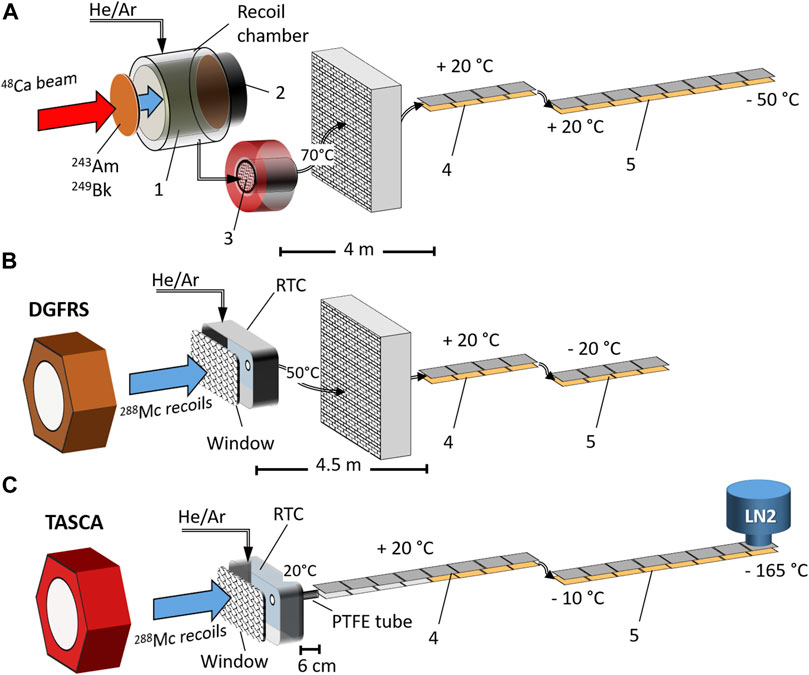 A
He/Ar
Recoil
chamber
⁴⁸Ca beam
2
²⁴³Am
²⁴⁹Bk
1
3
70°C
+ 20 °C
4
+ 20 °C
5
- 50 °C
4 m
B
He/Ar
RTC
DGFRS
²⁸⁸Mc recoils
Window
50°C
+ 20 °C
4
- 20 °C
5
4.5 m
C
TASCA
He/Ar
RTC
20°C
²⁸⁸Mc recoils
Window
PTFE tube
6 cm
+ 20 °C
4
- 10 °C
5
LN2
- 165 °C